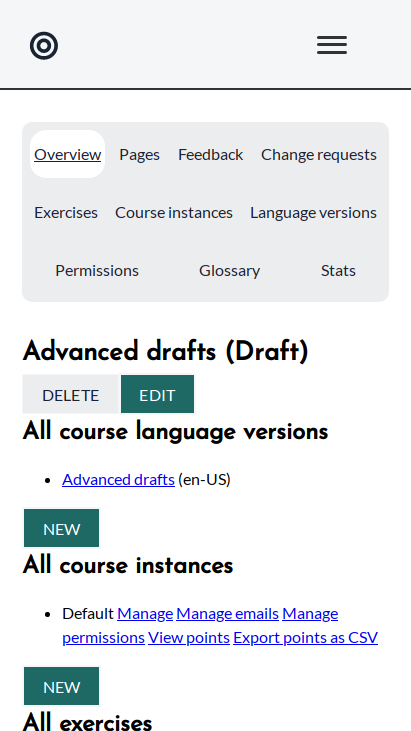 Overview Pages Feedback Change requests
Exercises Course instances Language versions
Permissions Glossary Stats
Advanced drafts (Draft)
DELETE EDIT
All course language versions
Advanced drafts (en-US)
NEW
All course instances
Default Manage Manage emails Manage
permissions View points Export points as CSV
NEW
All exercises